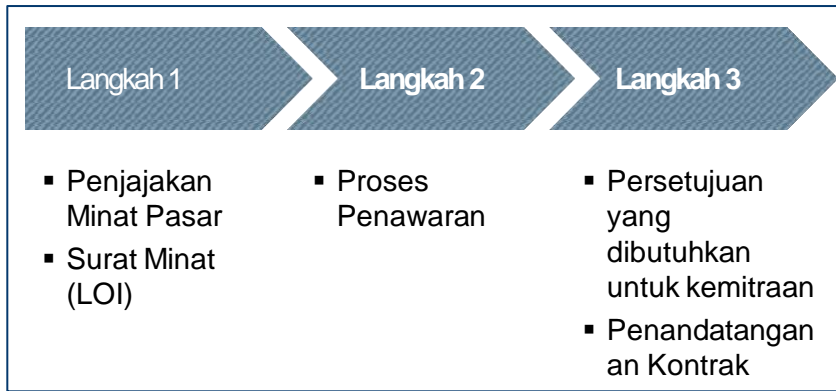 Langkah 1
Langkah 2
Langkah 3
▪ Penjajakan
Minat Pasar
▪ Surat Minat
(LOI)
▪ Proses
Penawaran
▪ Persetujuan
yang
dibutuhkan
untuk kemitraan
▪ Penandatangan
an Kontrak